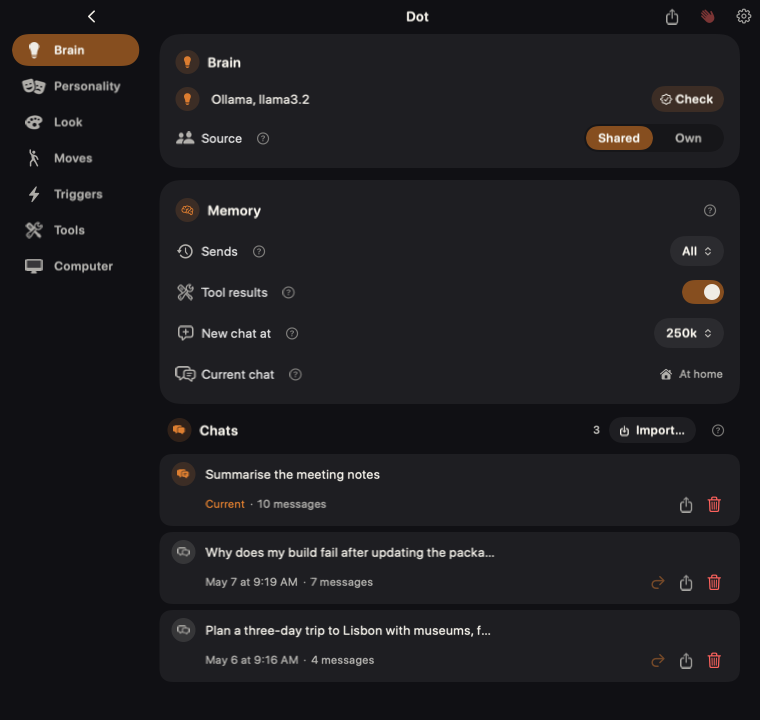 Dot
Brain
Personality
Look
Moves
Triggers
Tools
Computer
Brain
Ollama, llama3.2
Check
Source
Shared
Own
Memory
Sends
All
Tool results
New chat at
250k
Current chat
At home
Chats
3
Import...
Summarise the meeting notes
Current · 10 messages
Why does my build fail after updating the packa...
May 7 at 9:19 AM · 7 messages
Plan a three-day trip to Lisbon with museums, f...
May 6 at 9:16 AM · 4 messages